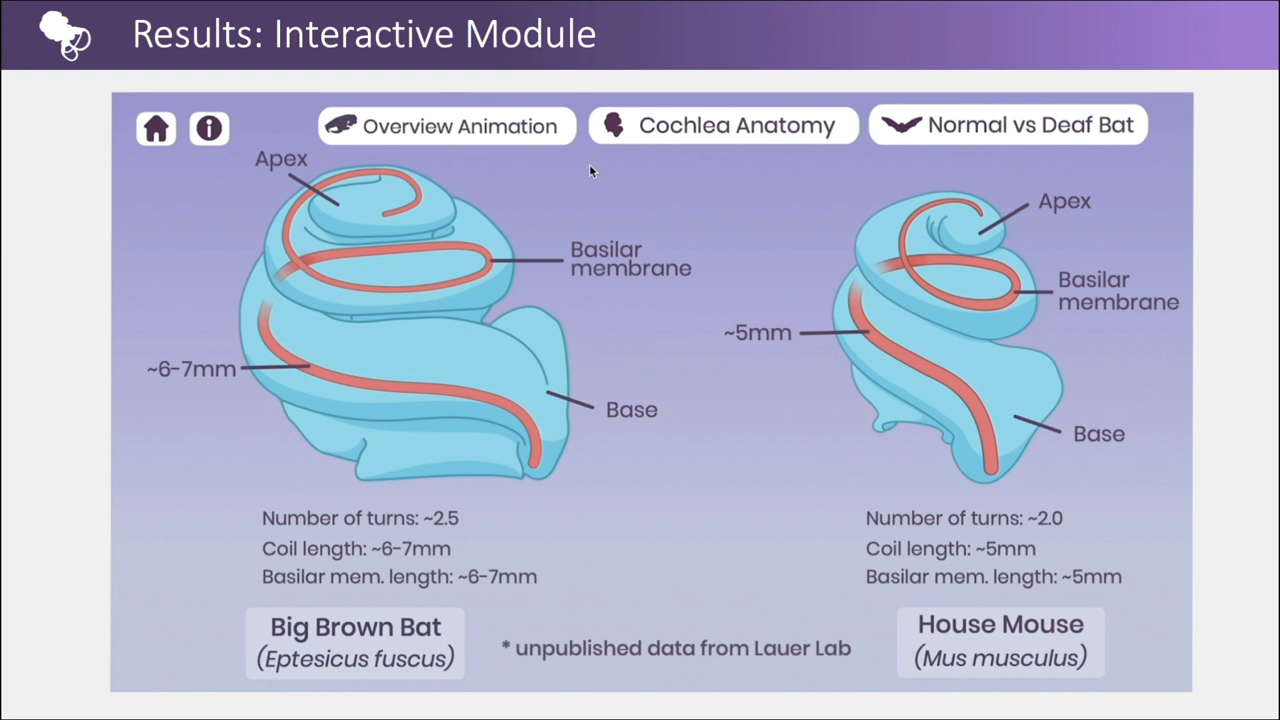 Results: Interactive Module
Overview Animation
Cochlea Anatomy
Normal vs Deaf Bat
Apex
Basilar
membrane
~6-7mm
Base
Number of turns: ~2.5
Coil length: ~6-7mm
Basilar mem. length: ~6-7mm
Big Brown Bat
(Eptesicus fuscus)
Apex
Basilar
membrane
~5mm
Base
Number of turns: ~2.0
Coil length: ~5mm
Basilar mem. length: ~5mm
House Mouse
(Mus musculus)
* unpublished data from Lauer Lab